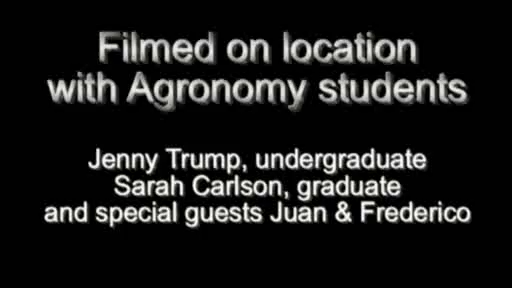 Filmed on location
with Agronomy students
Jenny Trump, undergraduate
Sarah Carlson, graduate
and special guests Juan & Frederico